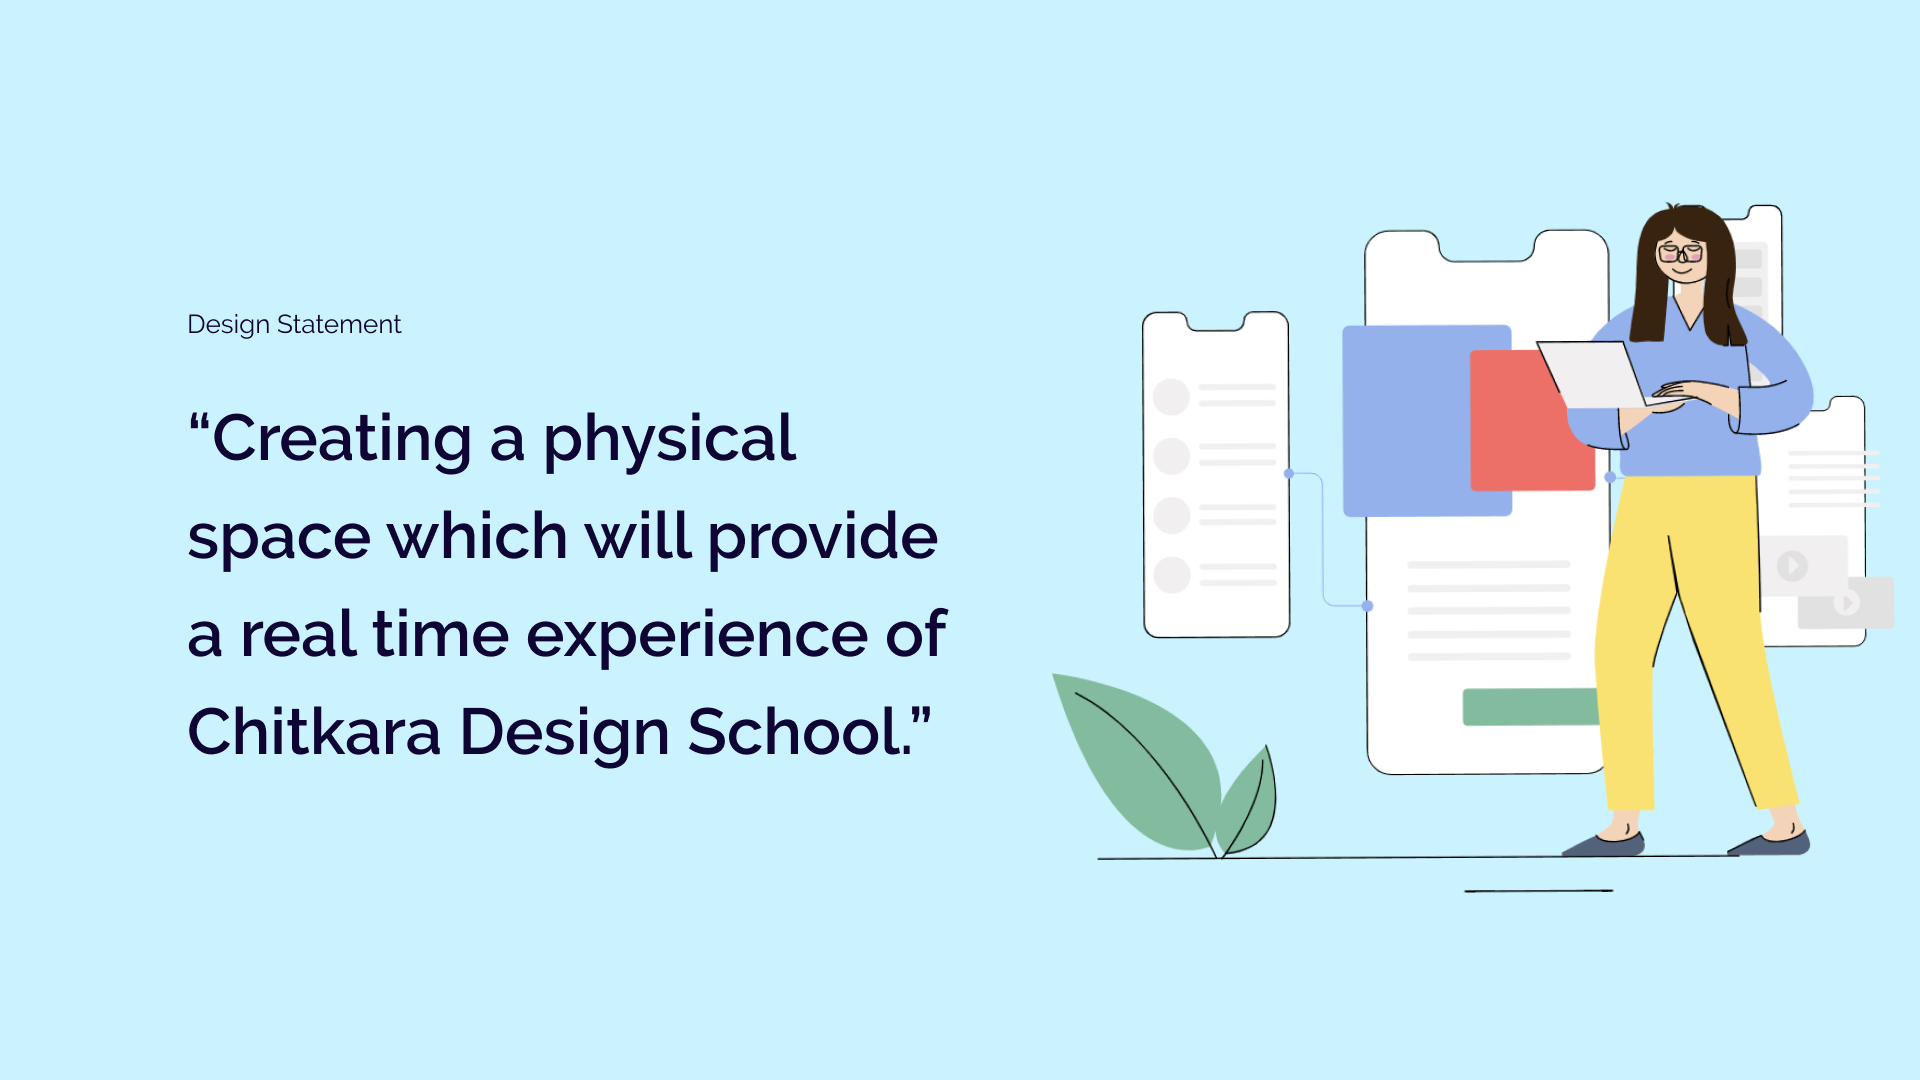 Design Statement
“Creating a physical
space which will provide
a real time experience of
Chitkara Design School.”